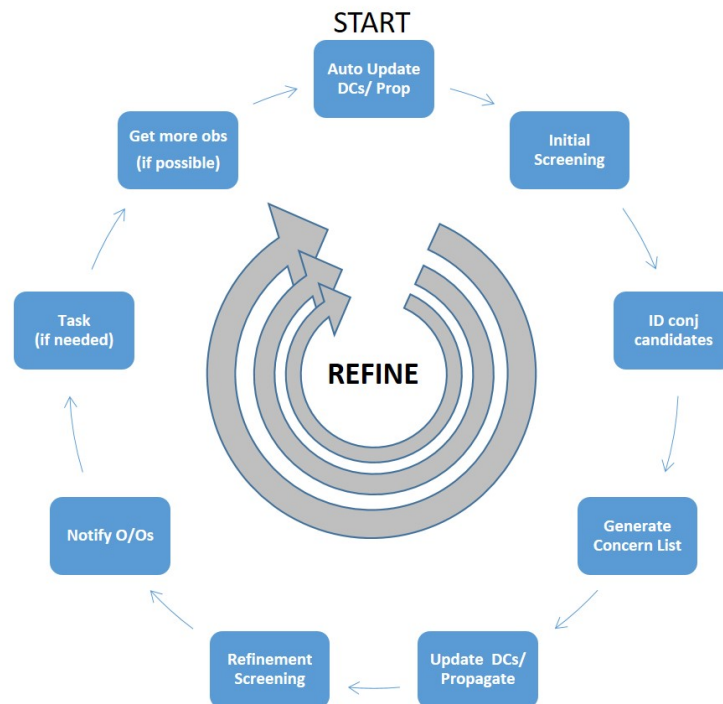 START
Auto Update
DCs/ Prop
Initial
Screening
ID conj
candidates
Generate
Concern List
Update DCs/
Propagate
Refinement
Screening
Notify O/Os
Task
(if needed)
Get more obs
(if possible)
REFINE